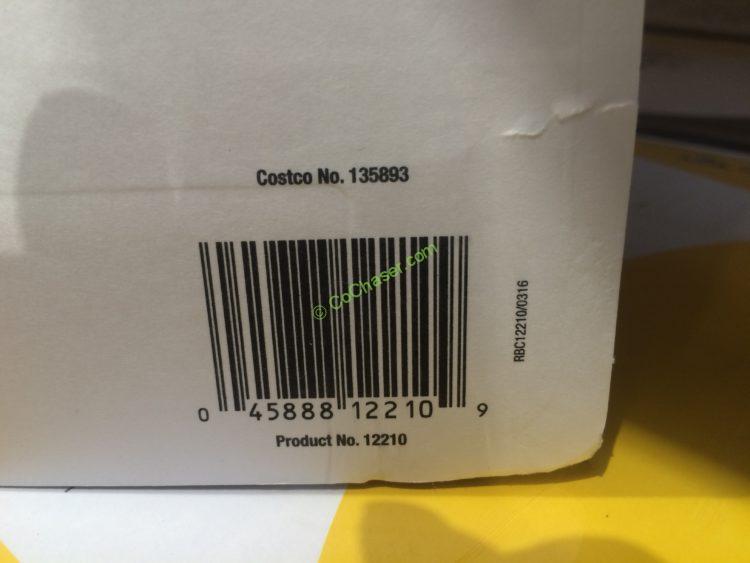 Costco No. 135893
© CoChaser.com
RBC12210/0316
0 45888 12210 9
Product No. 12210